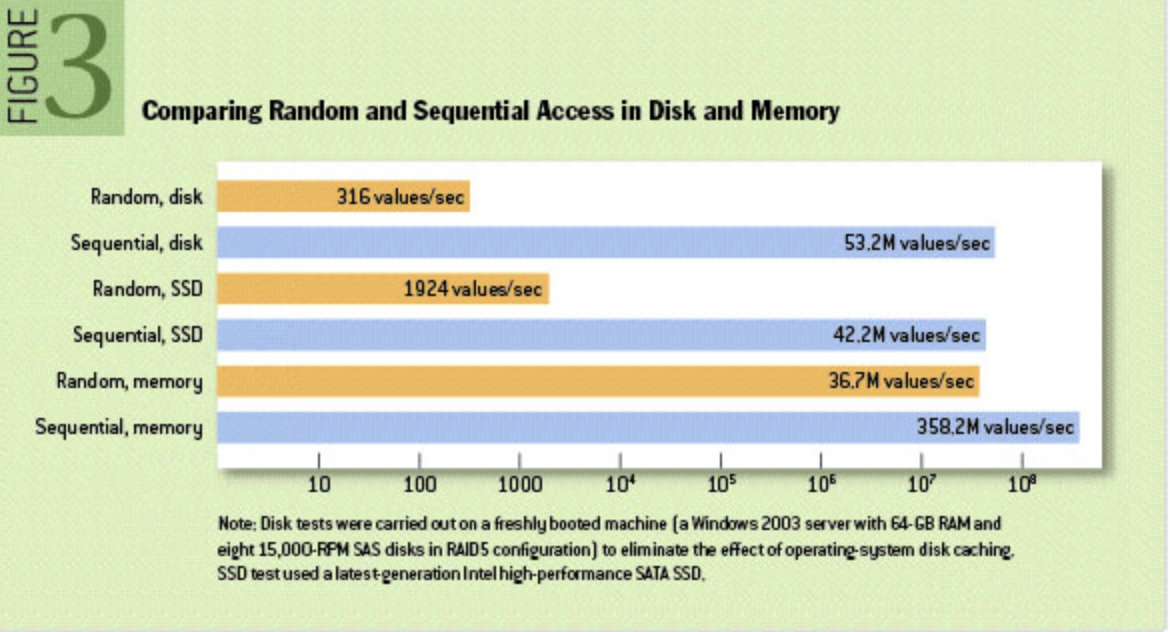 FIGURE 3
Comparing Random and Sequential Access in Disk and Memory
Random, disk
316 values/sec
Sequential, disk
53.2M values/sec
Random, SSD
1924 values/sec
Sequential, SSD
42.2M values/sec
Random, memory
36.7M values/sec
Sequential, memory
358.2M values/sec
10 100 1000 10⁴ 10⁵ 10⁶ 10⁷ 10⁸
Note: Disk tests were carried out on a freshly booted machine (a Windows 2003 server with 64-GB RAM and
eight 15,000-RPM SAS disks in RAID5 configuration) to eliminate the effect of operating-system disk caching.
SSD test used a latest-generation Intel high-performance SATA SSD.